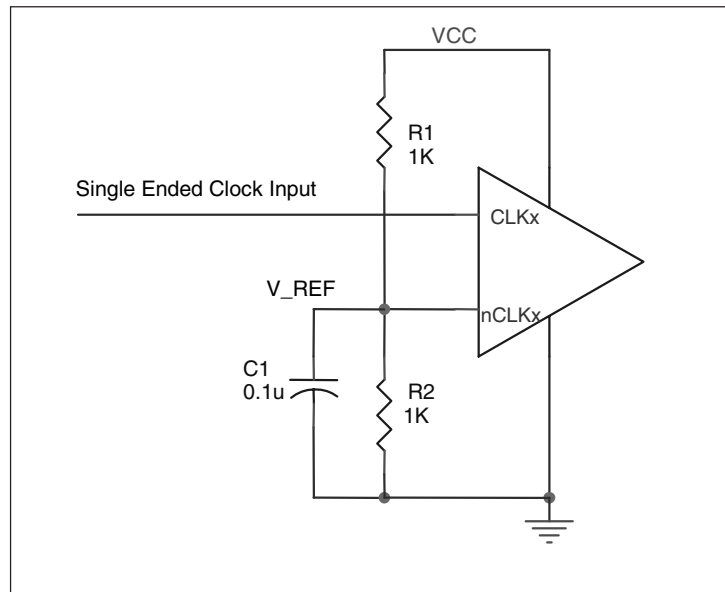 VCC
R1
1K
Single Ended Clock Input
CLKx
V_REF
nCLKx
C1
0.1u
R2
1K